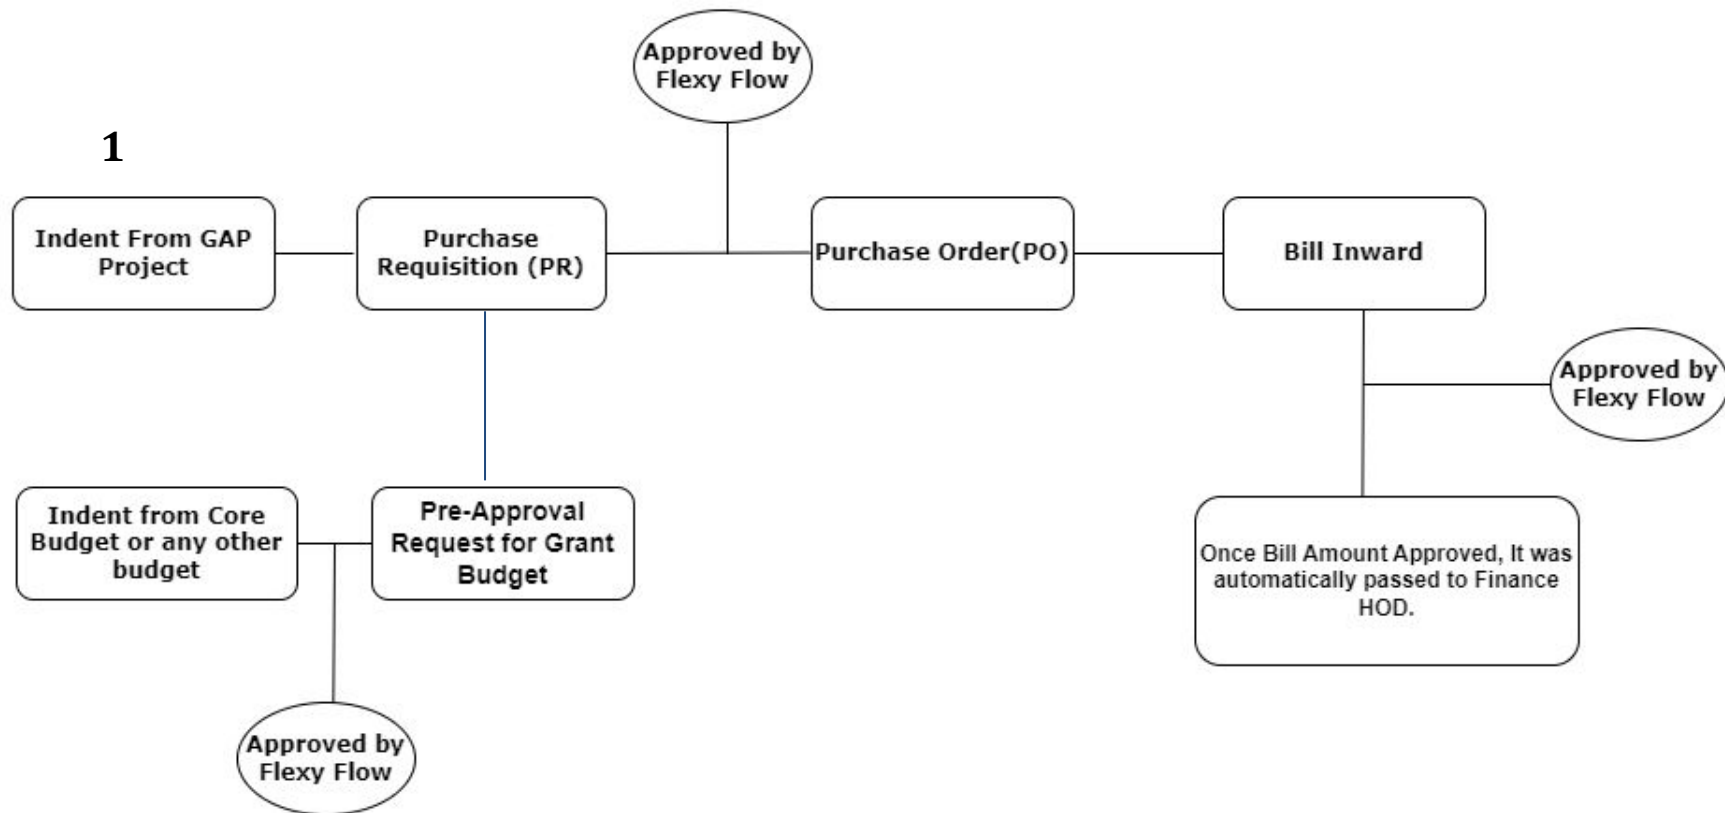 Approved by
Flexy Flow
1
Indent From GAP
Project
Purchase
Requisition (PR)
Purchase Order(PO)
Bill Inward
Approved by
Flexy Flow
Indent from Core
Budget or any other
budget
Pre-Approval
Request for Grant
Budget
Once Bill Amount Approved, It was
automatically passed to Finance
HOD.
Approved by
Flexy Flow